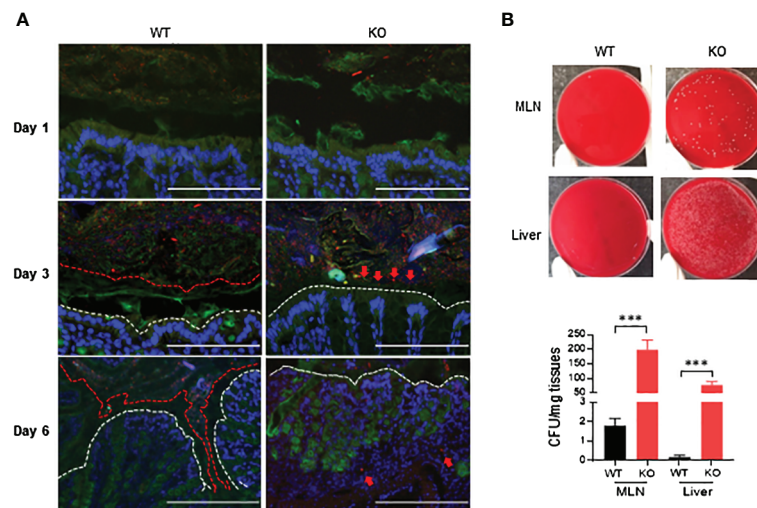 A
WT
KO
Day 1
Day 3
Day 6
B
WT
KO
MLN
Liver
CFU/mg tissues
250
200
150
100
50
3
2
1
0
***
***
WT KO WT KO
MLN Liver